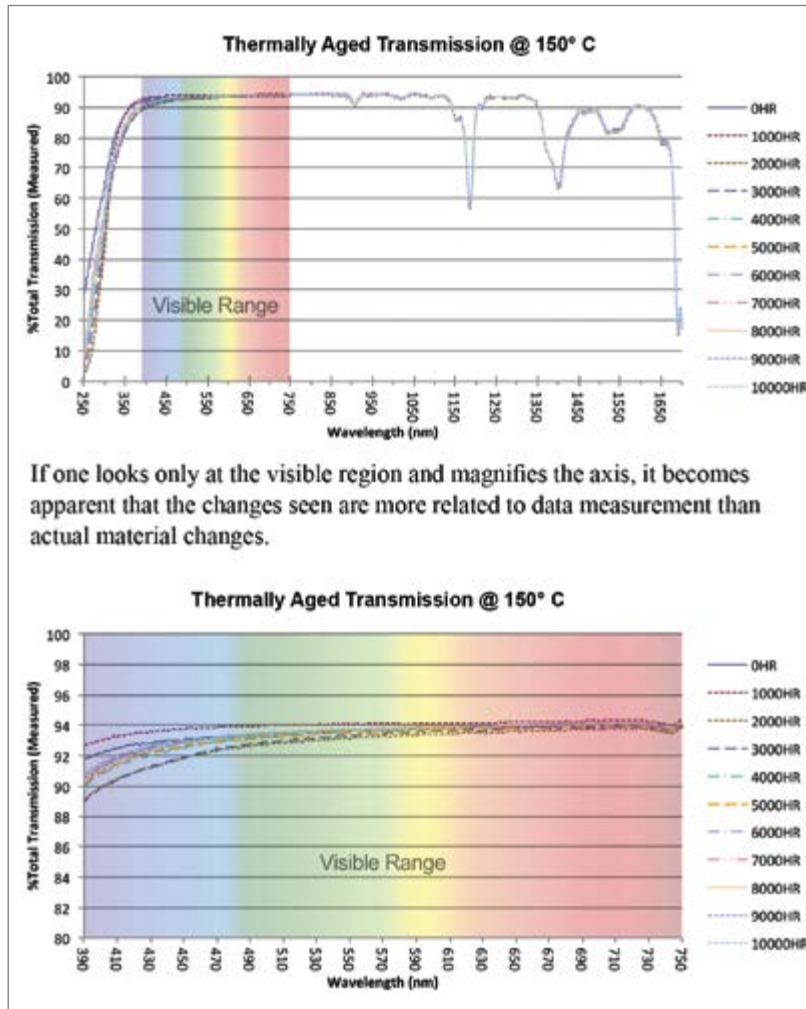 Thermally Aged Transmission @ 150° C
%Total Transmission (Measured)
100
90
80
70
60
50
40
30
20
10
0
Visible Range
250
350
450
550
650
750
850
950
1050
1150
1250
1350
1450
1550
1650
Wavelength (nm)
0HR
1000HR
2000HR
3000HR
4000HR
5000HR
6000HR
7000HR
8000HR
9000HR
10000HR
If one looks only at the visible region and magnifies the axis, it becomes
apparent that the changes seen are more related to data measurement than
actual material changes.
Thermally Aged Transmission @ 150° C
%Total Transmission (Measured)
100
98
96
94
92
90
88
86
84
82
80
Visible Range
390
410
430
450
470
490
510
530
550
570
590
610
630
650
670
690
710
730
750
Wavelength (nm)
0HR
1000HR
2000HR
3000HR
4000HR
5000HR
6000HR
7000HR
8000HR
9000HR
10000HR